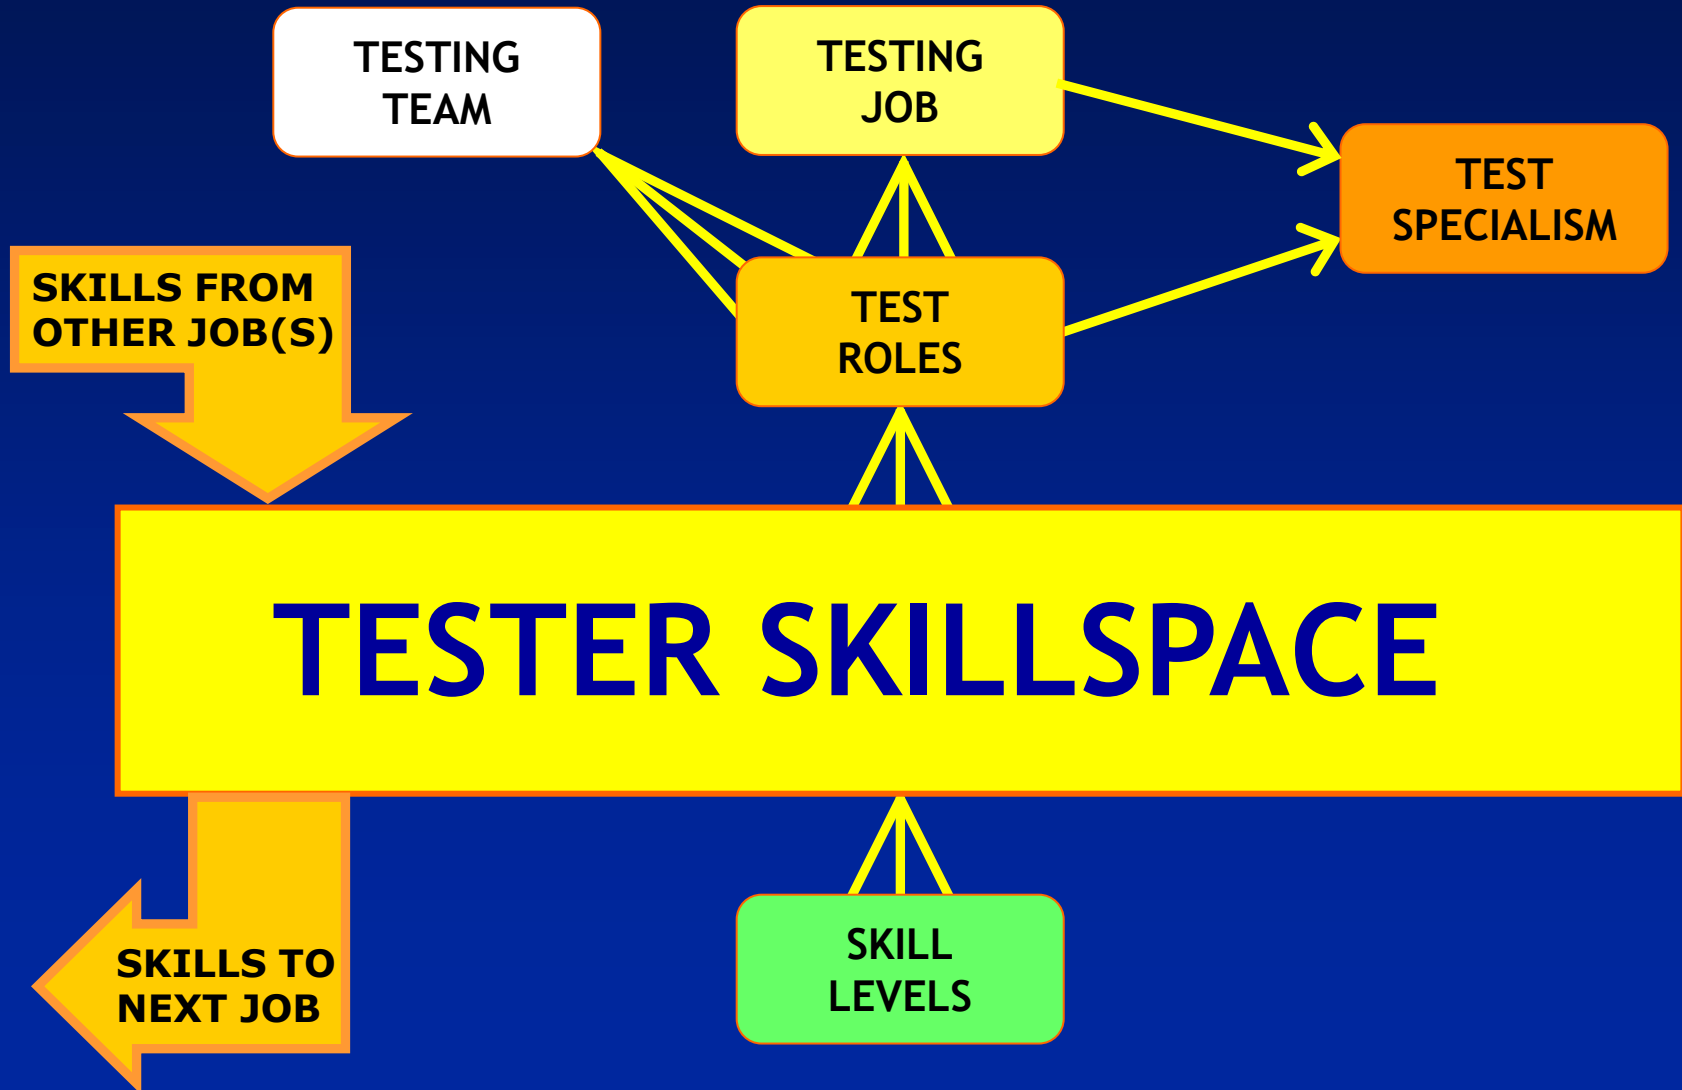 TESTING
TEAM
TESTING
JOB
TEST
SPECIALISM
SKILLS FROM
OTHER JOB(S)
TEST
ROLES
TESTER SKILLSPACE
SKILLS TO
NEXT JOB
SKILL
LEVELS